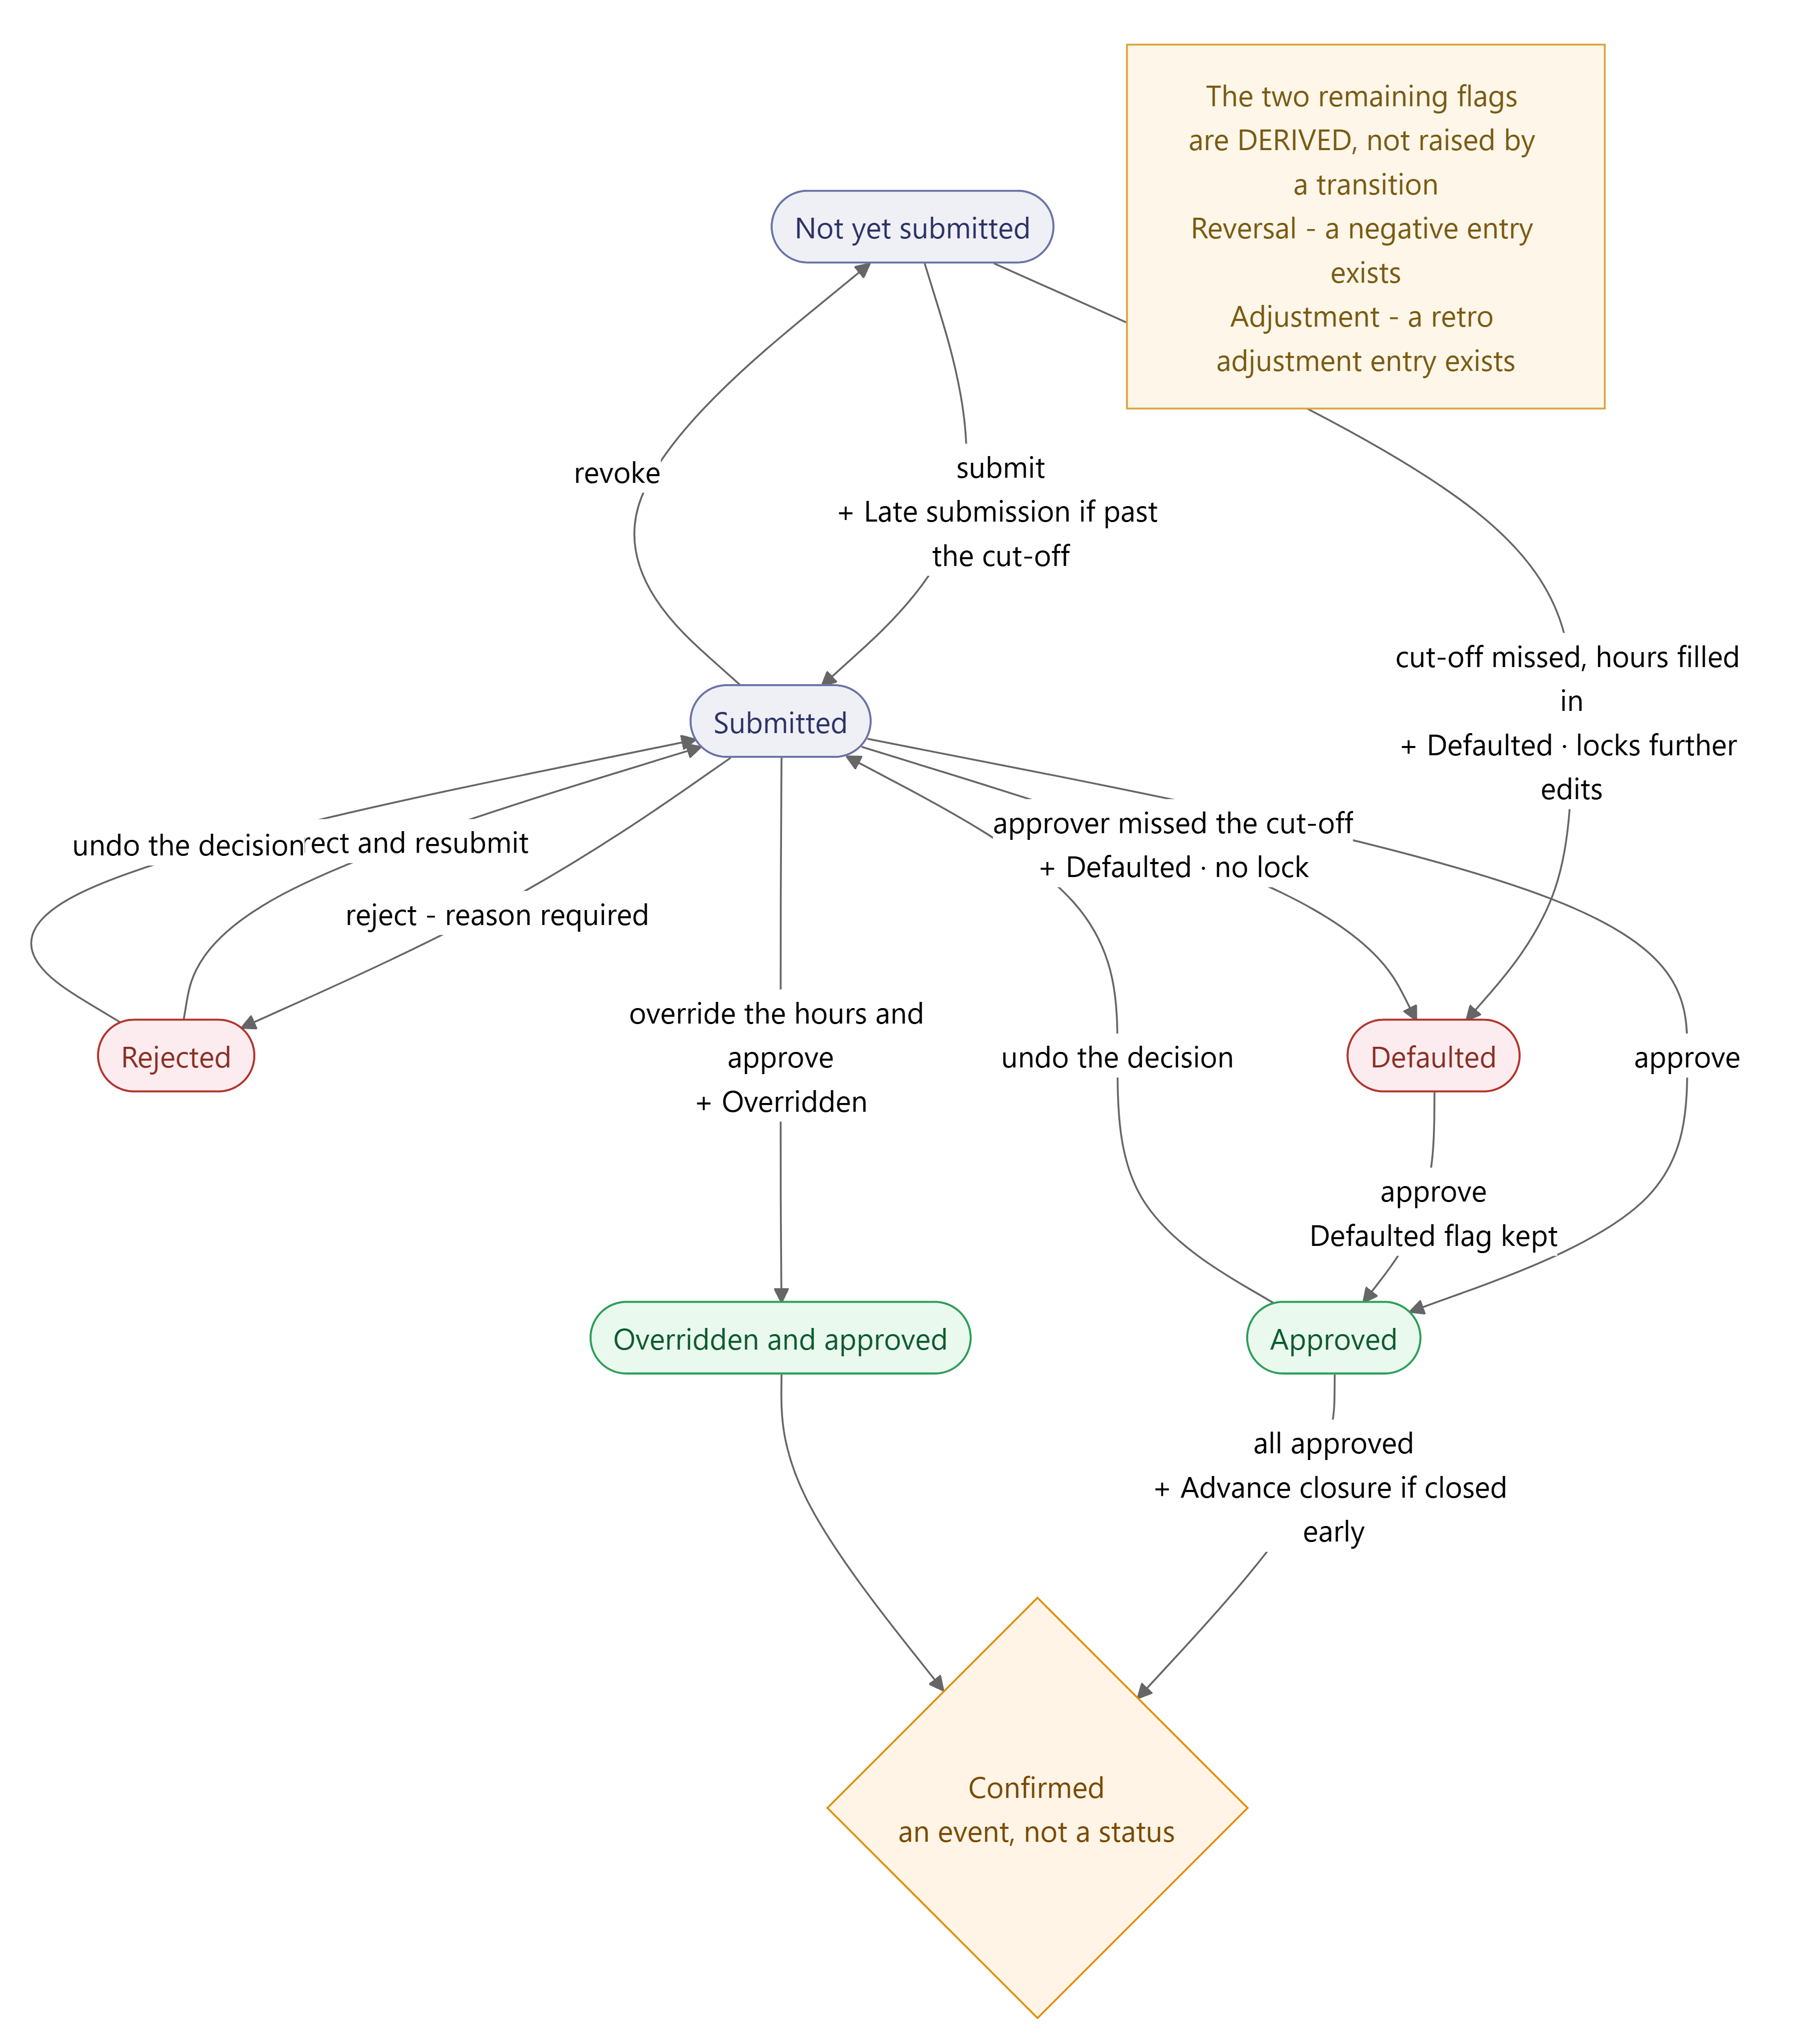 The two remaining flags
are DERIVED, not raised by
a transition
Reversal - a negative entry
exists
Adjustment - a retro
adjustment entry exists
Not yet submitted
revoke
submit
+ Late submission if past
the cut-off
cut-off missed, hours filled
in
+ Defaulted · locks further
edits
Submitted
undo the decision
and resubmit
approver missed the cut-off
+ Defaulted · no lock
reject - reason required
override the hours and
approve
+ Overridden
undo the decision
Rejected
Defaulted
approve
approve
Defaulted flag kept
Overridden and approved
Approved
all approved
+ Advance closure if closed
early
Confirmed
an event, not a status